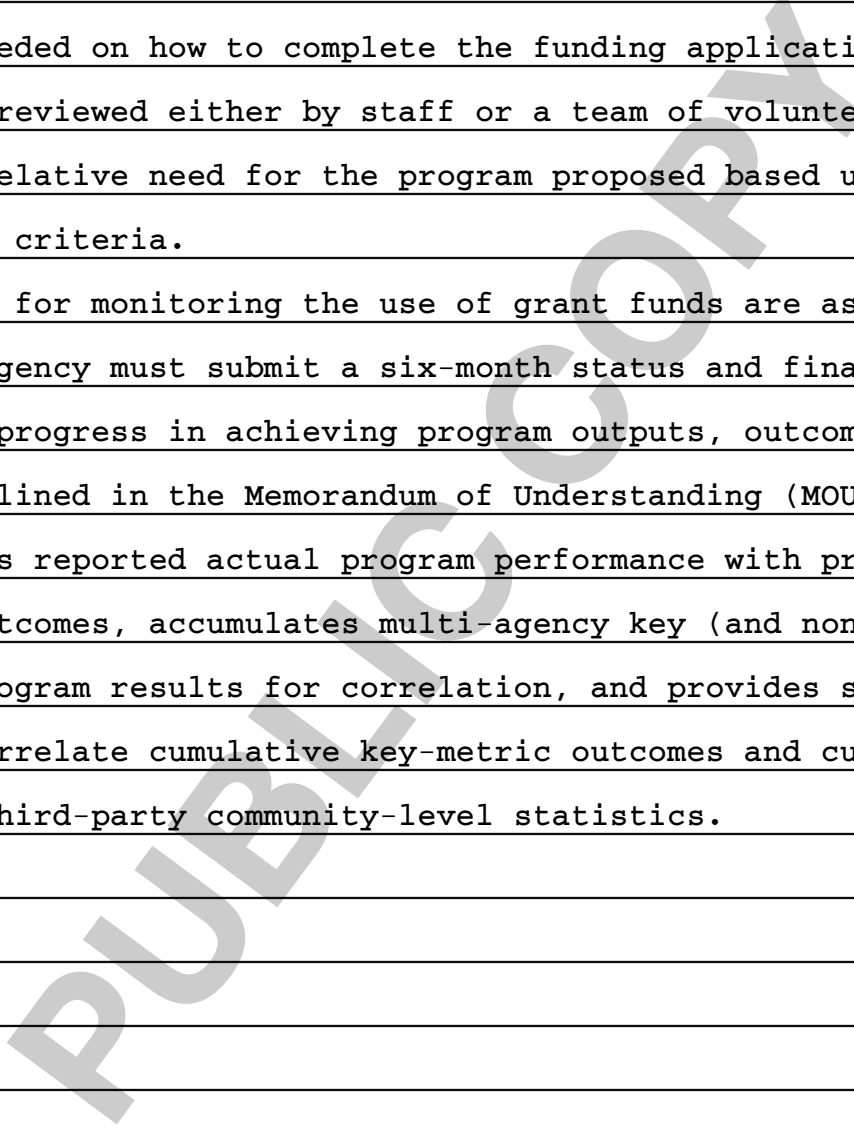 eded on how to complete the funding applicati
reviewed either by staff or a team of volunte
elative need for the program proposed based u
criteria.
for monitoring the use of grant funds are as
gency must submit a six-month status and fina
progress in achieving program outputs, outcom
lined in the Memorandum of Understanding (MOU
s reported actual program performance with pr
tcomes, accumulates multi-agency key (and non
ogram results for correlation, and provides s
rrelate cumulative key-metric outcomes and cu
hird-party community-level statistics.
PUBLIC COPY